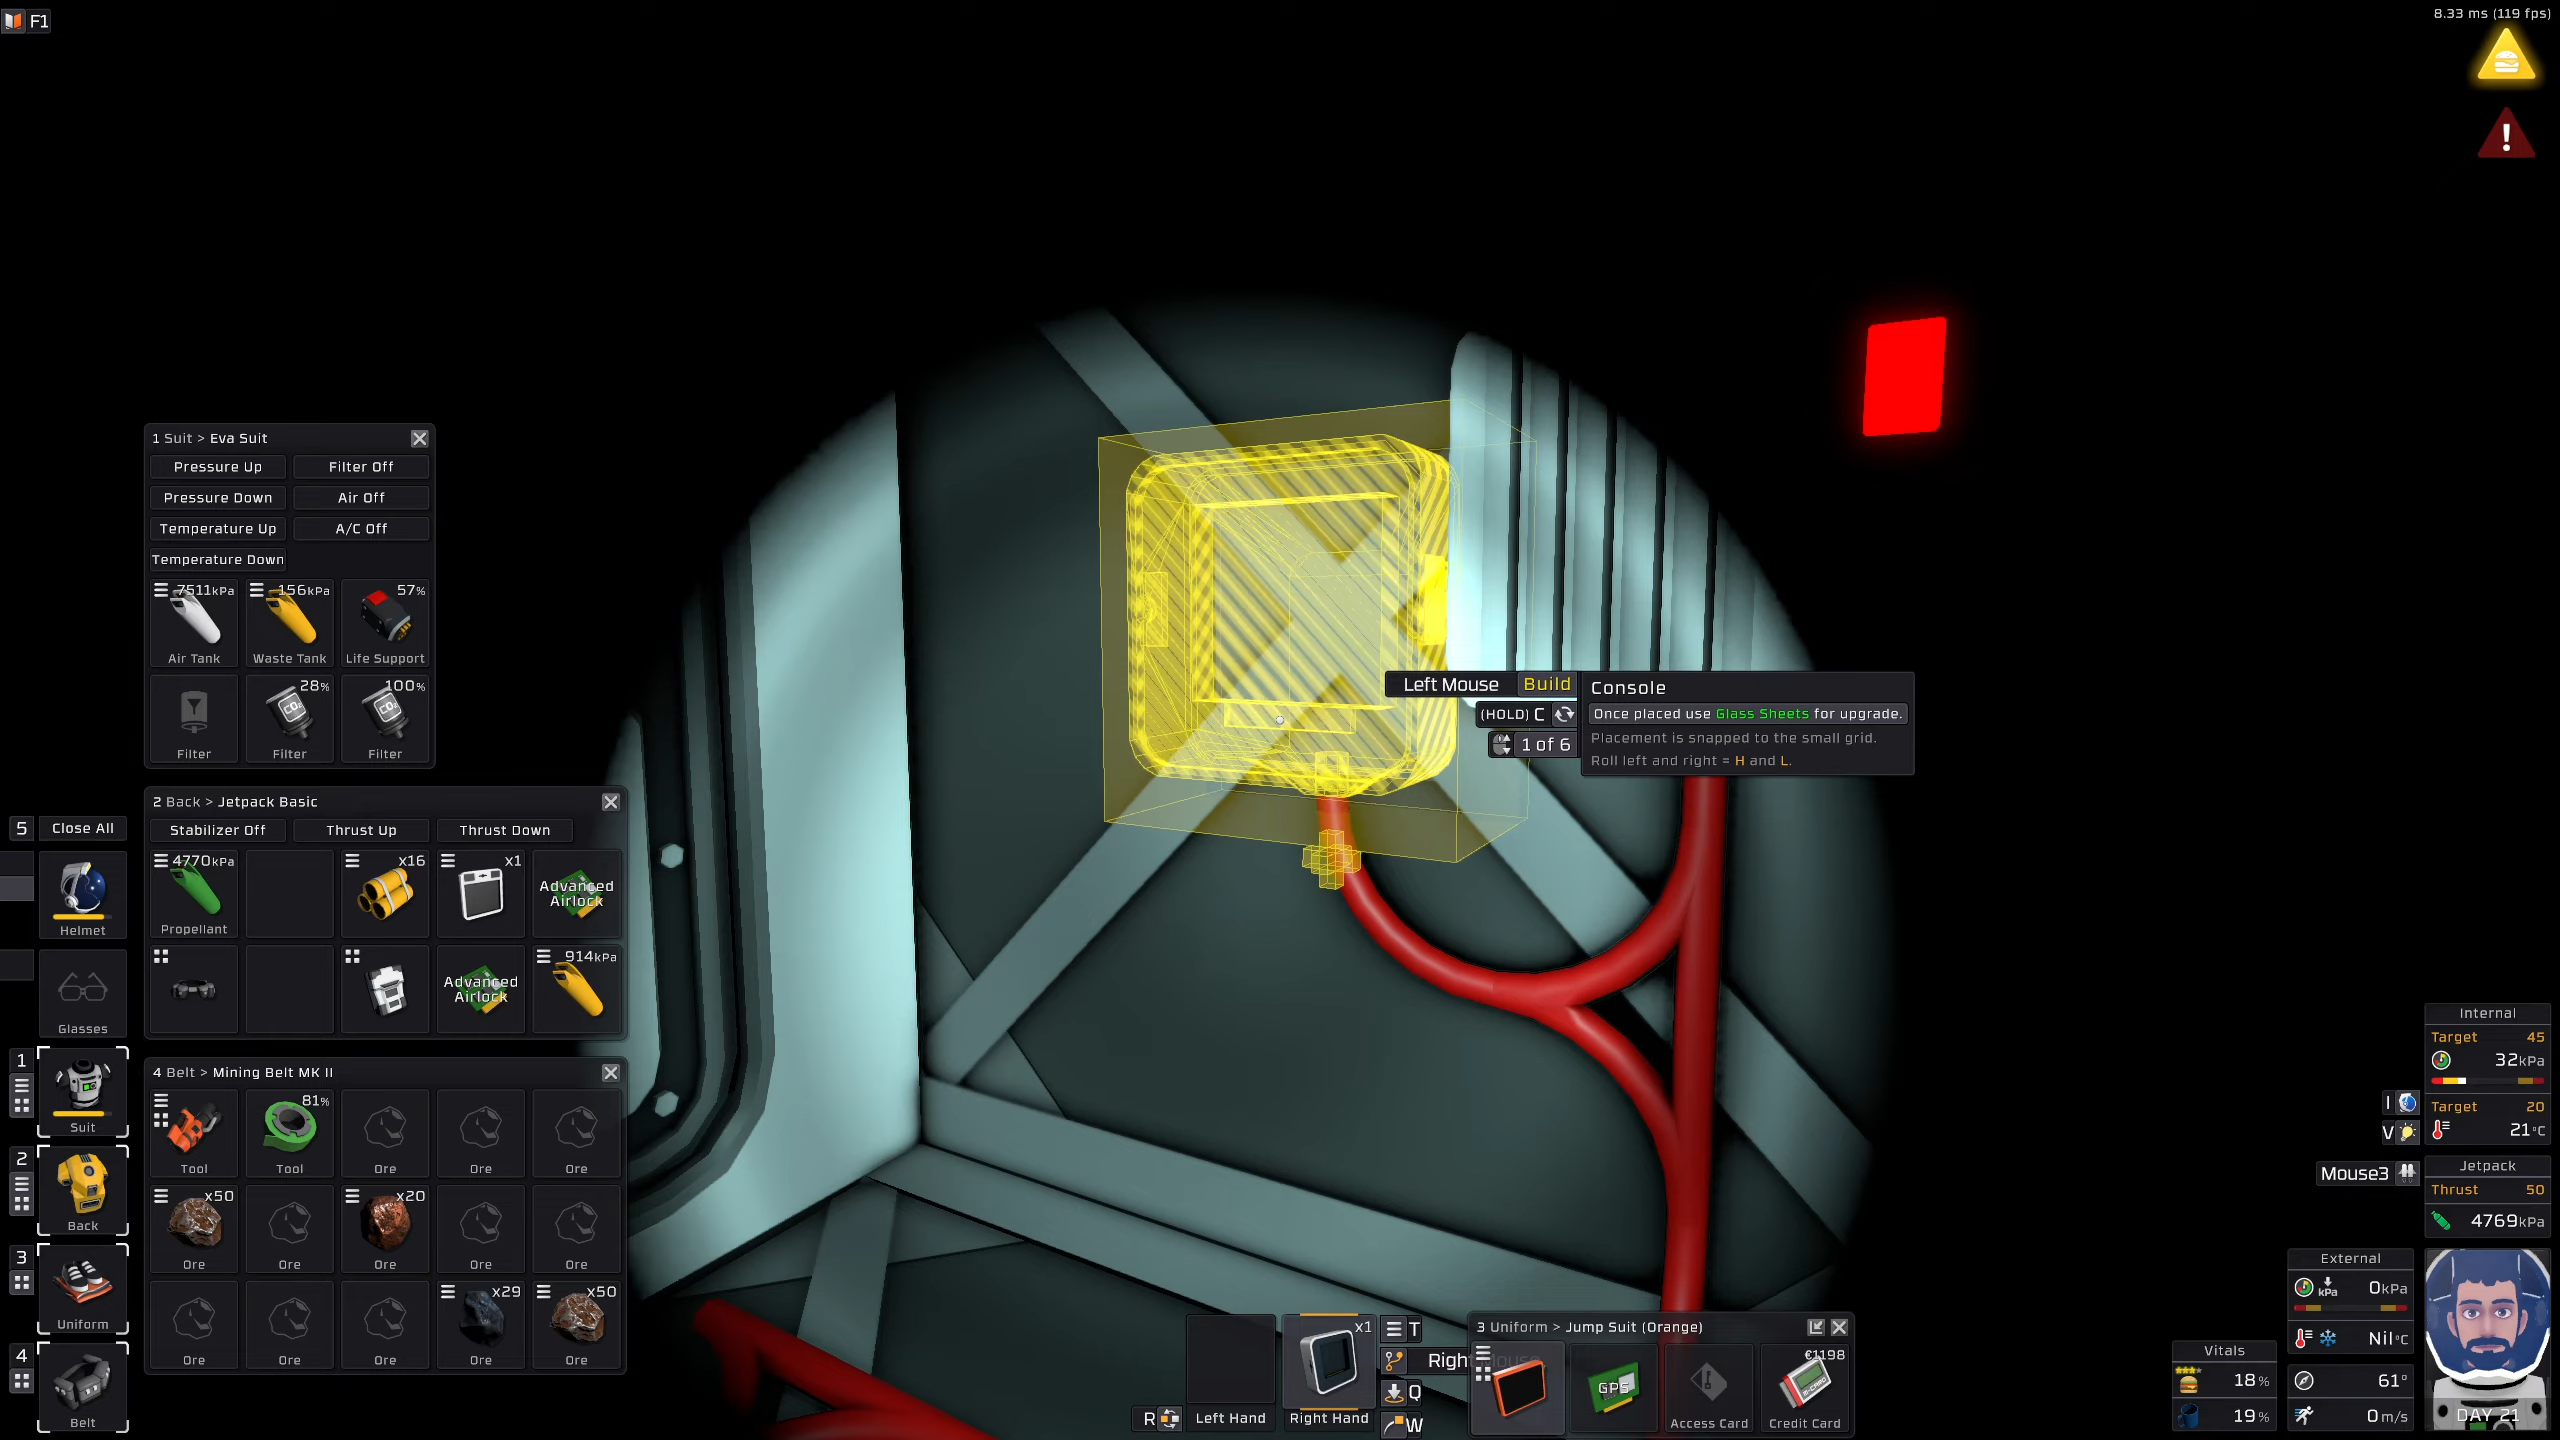 F1
8.33 ms (119 fps)
1 Suit > Eva Suit
Pressure Up
Filter Off
Pressure Down
Air Off
Temperature Up
A/C Off
Temperature Down
7511kPa
156kPa
57%
Air Tank
Waste Tank
Life Support
28%
100%
CO₂
CO₂
Filter
Filter
Filter
Left Mouse
Build
Console
Once placed use Glass Sheets for upgrade.
(HOLD) C
Placement is snapped to the small grid.
1 of 6
Roll left and right = H and L.
2 Back > Jetpack Basic
5
Close All
Stabilizer Off
Thrust Up
Thrust Down
4770kPa
x16
x1
Advanced
Airlock
Helmet
Propellant
Advanced
Airlock
914kPa
Glasses
4 Belt > Mining Belt MK II
1
81%
Suit
Tool
Tool
Ore
Ore
Ore
2
x50
x20
Back
Ore
Ore
Ore
Ore
Ore
3
x29
x50
Uniform
Ore
Ore
Ore
Ore
Ore
4
Belt
x1
T
Right
Q
W
R
Left Hand
Right Hand
3 Uniform > Jump Suit (Orange)
GPS
€1198
Access Card
Credit Card
Internal
Target 45
32kPa
I
Target 20
V
21°C
Mouse3
Jetpack
Thrust 50
4769kPa
External
kPa
0kPa
Nil°C
Vitals
18%
61°
19%
0m/s
DAY 21